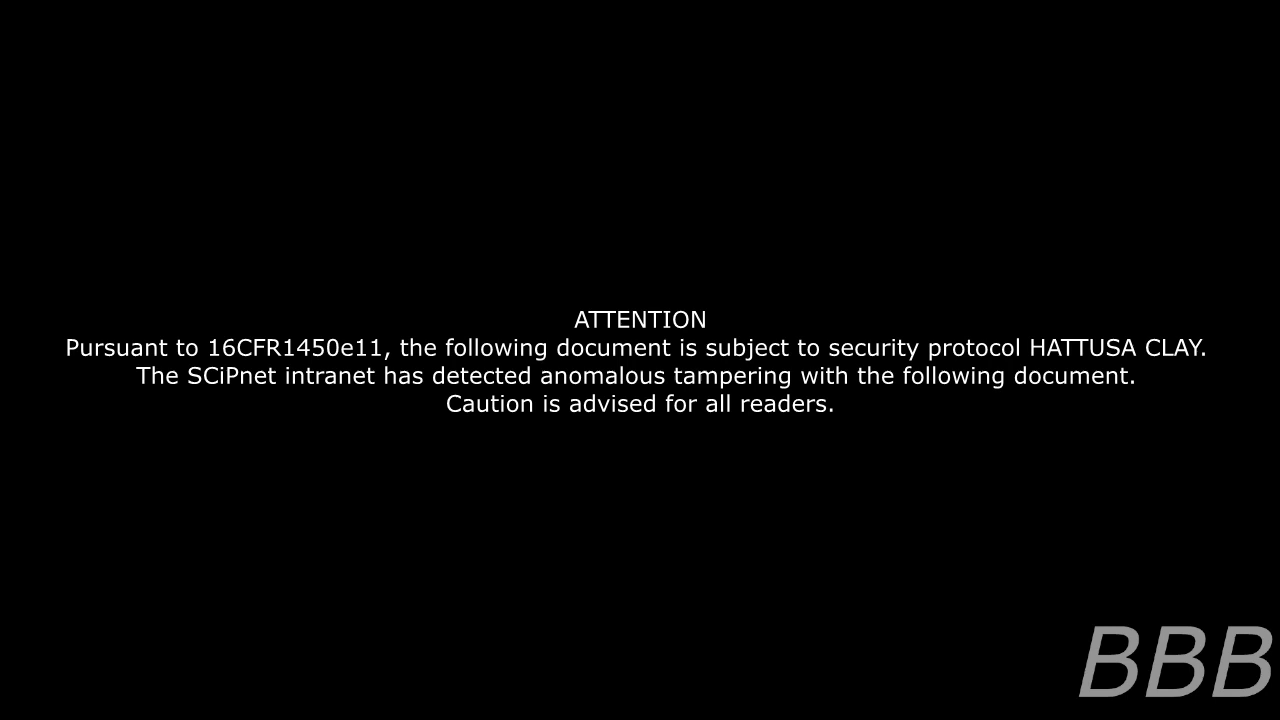 ATTENTION
Pursuant to 16CFR1450e11, the following document is subject to security protocol HATTUSA CLAY.
The SCiPnet intranet has detected anomalous tampering with the following document.
Caution is advised for all readers.
BBB